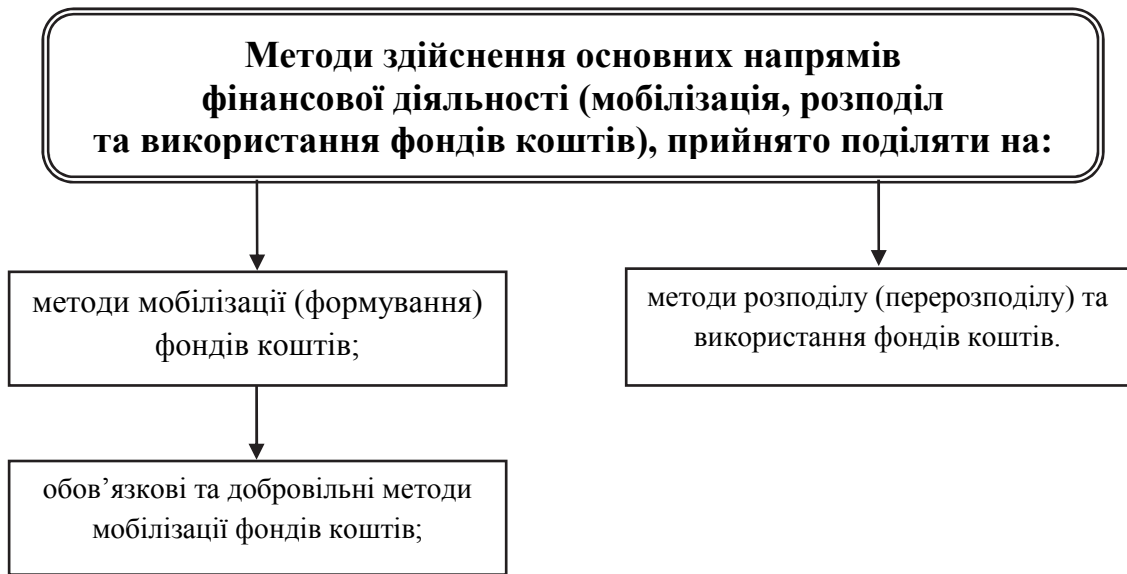 Методи здійснення основних напрямів
фінансової діяльності (мобілізація, розподіл
та використання фондів коштів), прийнято поділяти на:
методи мобілізації (формування)
фондів коштів;
методи розподілу (перерозподілу) та
використання фондів коштів.
обов’язкові та добровільні методи
мобілізації фондів коштів;